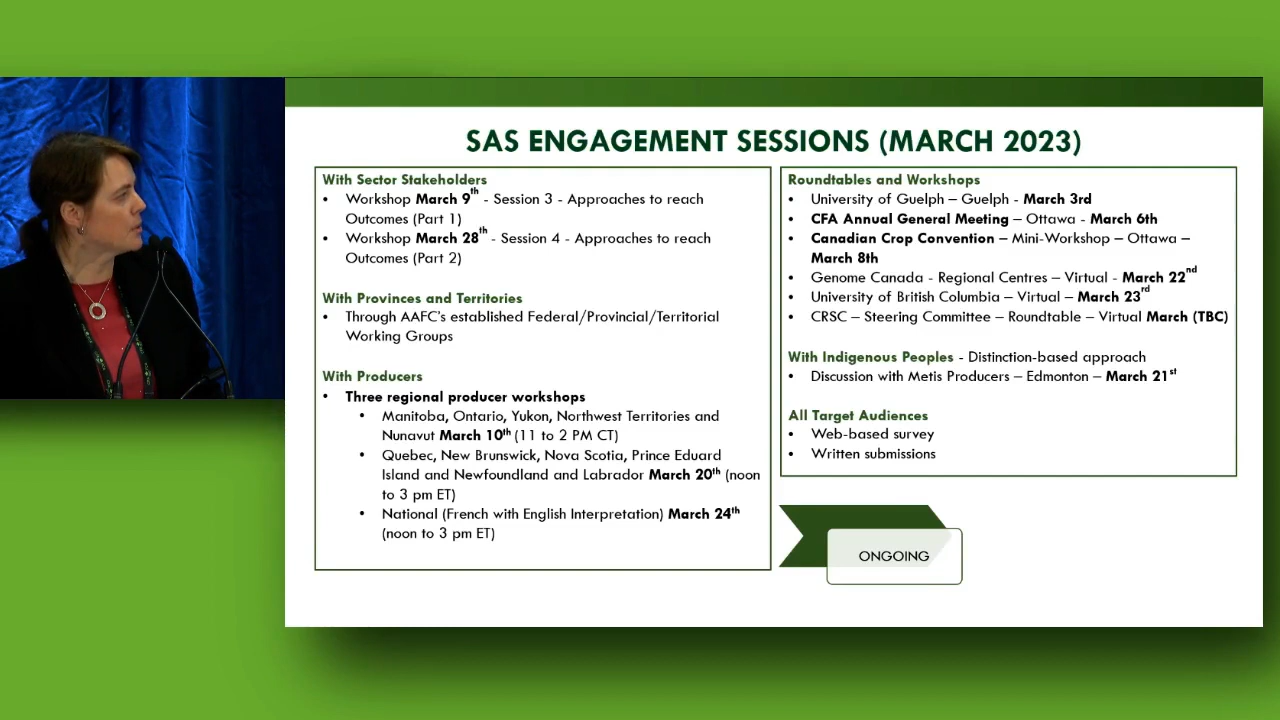 SAS ENGAGEMENT SESSIONS (MARCH 2023)
With Sector Stakeholders
• Workshop March 9th - Session 3 - Approaches to reach
Outcomes (Part 1)
• Workshop March 28th - Session 4 - Approaches to reach
Outcomes (Part 2)
With Provinces and Territories
• Through AAFC's established Federal/Provincial/Territorial
Working Groups
With Producers
• Three regional producer workshops
• Manitoba, Ontario, Yukon, Northwest Territories and
Nunavut March 10th (11 to 2 PM CT)
• Quebec, New Brunswick, Nova Scotia, Prince Eduard
Island and Newfoundland and Labrador March 20th (noon
to 3 pm ET)
• National (French with English Interpretation) March 24th
(noon to 3 pm ET)
Roundtables and Workshops
• University of Guelph – Guelph - March 3rd
• CFA Annual General Meeting – Ottawa - March 6th
• Canadian Crop Convention – Mini-Workshop – Ottawa –
March 8th
• Genome Canada - Regional Centres – Virtual - March 22nd
• University of British Columbia – Virtual – March 23rd
• CRSC – Steering Committee – Roundtable – Virtual March (TBC)
With Indigenous Peoples - Distinction-based approach
• Discussion with Metis Producers – Edmonton – March 21st
All Target Audiences
• Web-based survey
• Written submissions
ONGOING